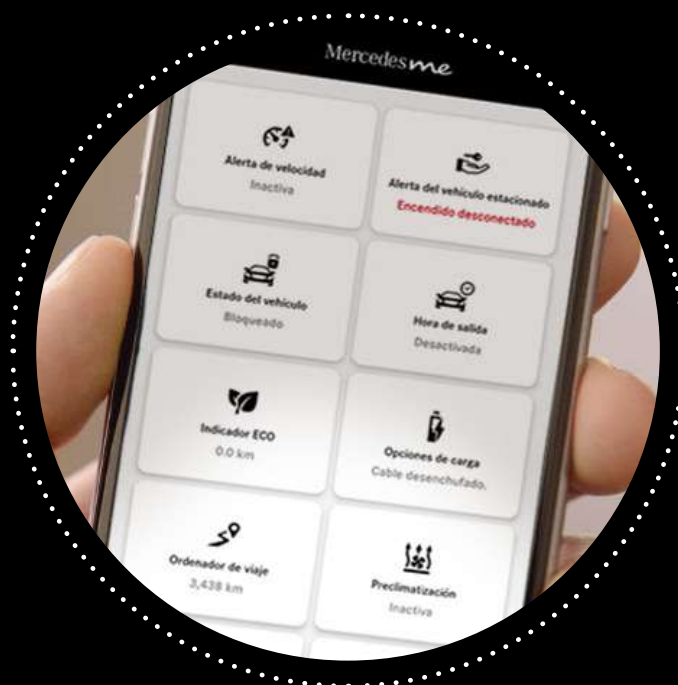 Mercedes me
Alerta de velocidad
Inactiva
Alerta del vehículo estacionado
Encendido desconectado
Estado del vehículo
Bloqueado
Hora de salida
Desactivada
Indicador ECO
0.0 km
Opciones de carga
Cable desenchufado.
Ordenador de viaje
3,438 km
Preclimatización
Inactiva